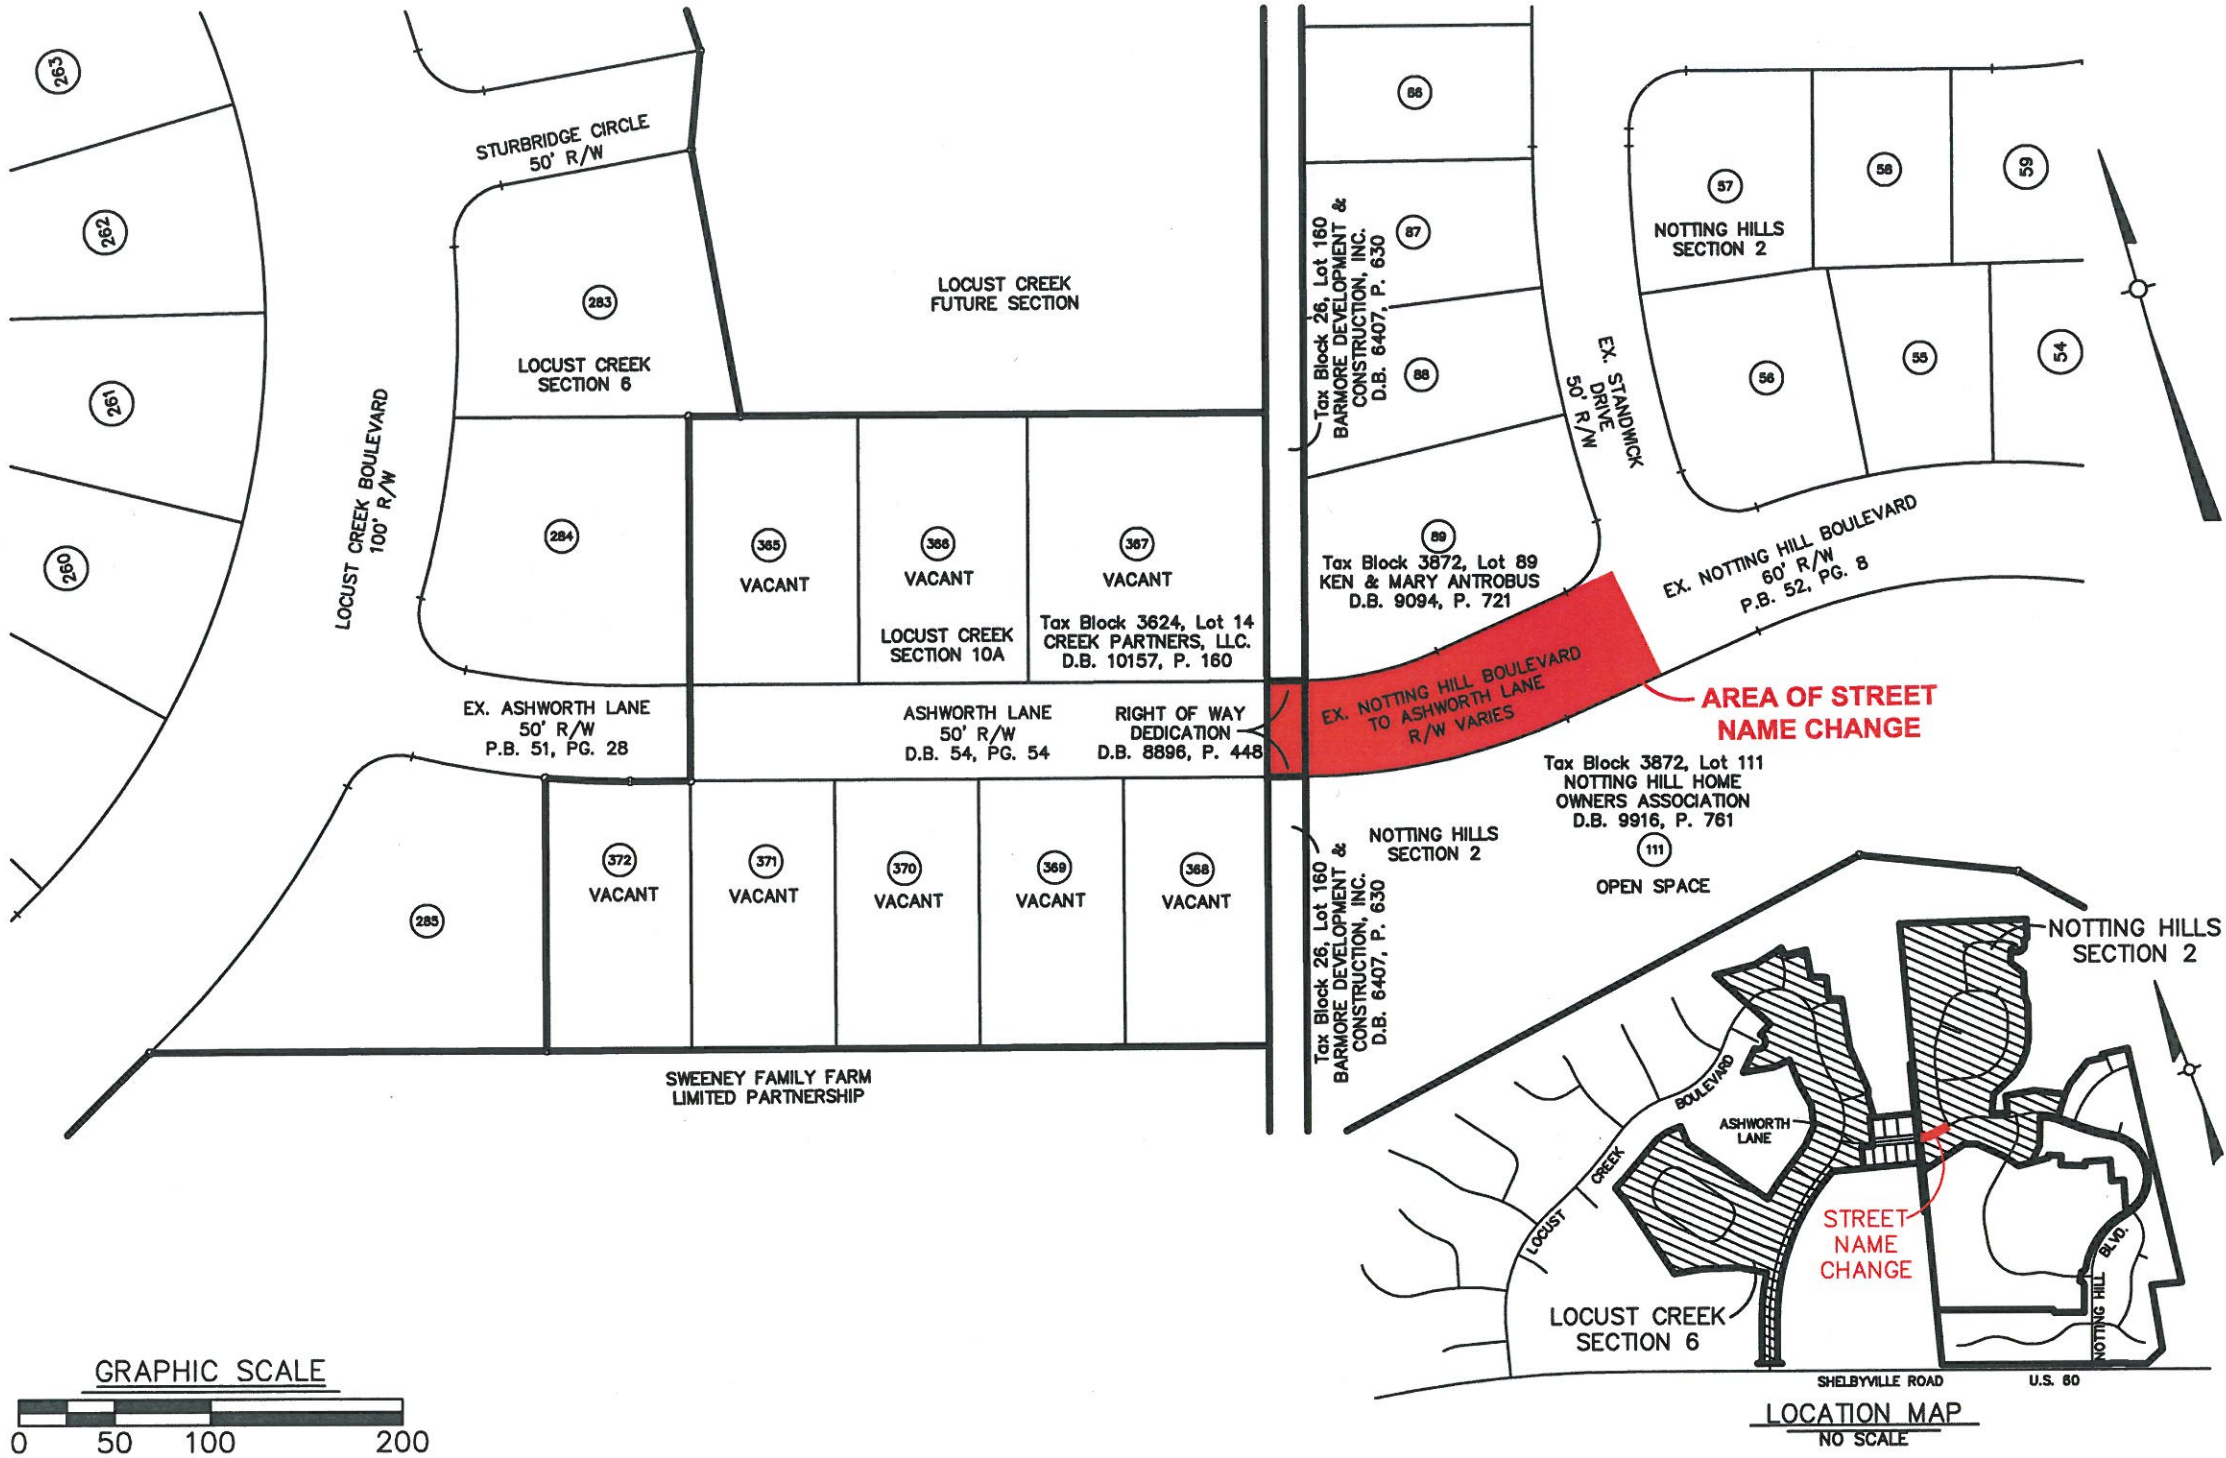 263
262
261
260
STURBRIDGE CIRCLE
50' R/W
283
LOCUST CREEK
SECTION 6
LOCUST CREEK
FUTURE SECTION
LOCUST CREEK BOULEVARD
100' R/W
284
365
VACANT
366
VACANT
367
VACANT
LOCUST CREEK
SECTION 10A
Tax Block 3624, Lot 14
CREEK PARTNERS, LLC.
D.B. 10157, P. 160
EX. ASHWORTH LANE
50' R/W
P.B. 51, PG. 28
ASHWORTH LANE
50' R/W
D.B. 54, PG. 54
RIGHT OF WAY
DEDICATION
D.B. 8896, P. 448
285
372
VACANT
371
VACANT
370
VACANT
369
VACANT
368
VACANT
SWEENEY FAMILY FARM
LIMITED PARTNERSHIP
Tax Block 26, Lot 160
BARMORE DEVELOPMENT &
CONSTRUCTION, INC.
D.B. 6407, P. 630
87
88
89
Tax Block 3872, Lot 89
KEN & MARY ANTROBUS
D.B. 9094, P. 721
EX. STANDWICK
DRIVE
50' R/W
57
NOTTING HILLS
SECTION 2
58
59
56
55
54
EX. NOTTING HILL BOULEVARD
60' R/W
P.B. 52, PG. 8
EX. NOTTING HILL BOULEVARD
TO ASHWORTH LANE
R/W VARIES
AREA OF STREET
NAME CHANGE
Tax Block 3872, Lot 111
NOTTING HILL HOME
OWNERS ASSOCIATION
D.B. 9916, P. 761
111
OPEN SPACE
NOTTING HILLS
SECTION 2
Tax Block 26, Lot 160
BARMORE DEVELOPMENT &
CONSTRUCTION, INC.
D.B. 6407, P. 630
NOTTING HILLS
SECTION 2
LOCUST CREEK BOULEVARD
ASHWORTH
LANE
STREET
NAME
CHANGE
NOTTING HILL BLVD.
LOCUST CREEK
SECTION 6
SHELBYVILLE ROAD U.S. 60
LOCATION MAP
NO SCALE
GRAPHIC SCALE
0 50 100 200